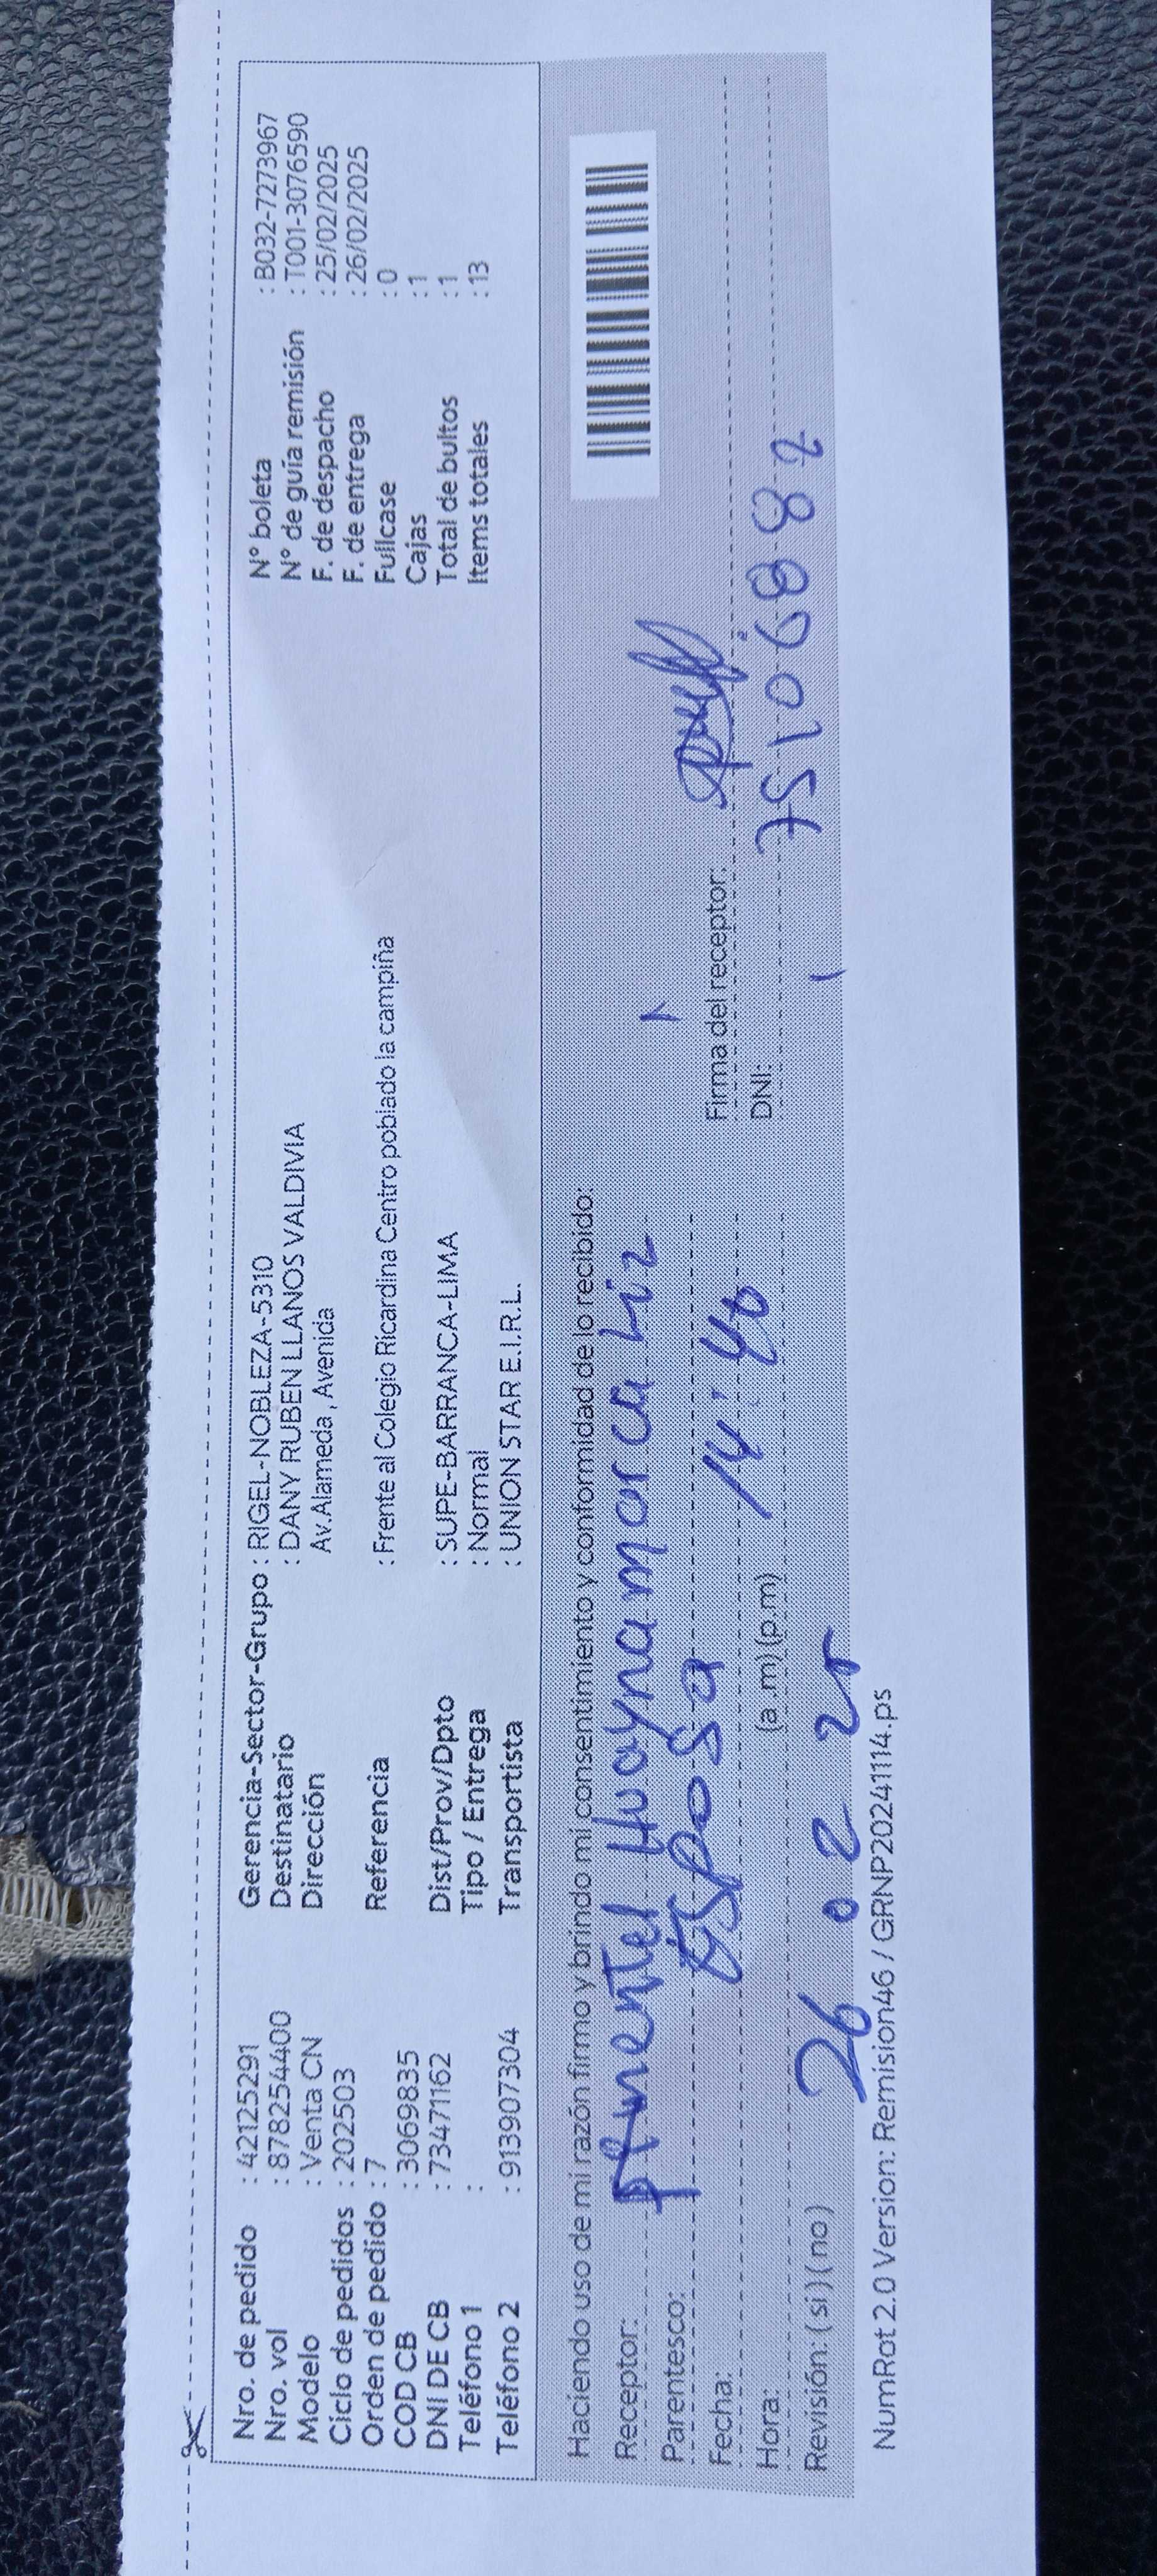 Nro. de pedido : 42125291
Nro. vol : 878254400
Modelo : Venta CN
Ciclo de pedidos : 202503
Orden de pedido : 7
COD CB : 3069835
DNI DE CB : 73471162
Teléfono 1 :
Teléfono 2 : 913907304
Gerencia-Sector-Grupo : RIGEL-NOBLEZA-5310
Destinatario : DANY RUBEN LLANOS VALDIVIA
Dirección Av.Alameda , Avenida
Referencia : Frente al Colegio Ricardina Centro poblado la campiña
Dist/Prov/Dpto : SUPE-BARRANCA-LIMA
Tipo / Entrega : Normal
Transportista : UNION STAR E.I.R.L.
N° boleta : B032-7273967
N° de guía remisión : T001-3076590
F. de despacho : 25/02/2025
F. de entrega : 26/02/2025
Fullcase : 0
Cajas : 1
Total de bultos : 1
Items totales : 13
Haciendo uso de mi razón firmo y brindo mi consentimiento y conformidad de lo recibido:
Receptor: Pimentel Huaynamorca Liz
Parentesco: esposa
Fecha: 14:40
Hora: (a.m)(p.m)
Revisión: ( si ) ( no ) 26 02 25
Firma del receptor:
DNI: 75106882
NumRot 2.0 Version: Remision46 / GRNP20241114.ps